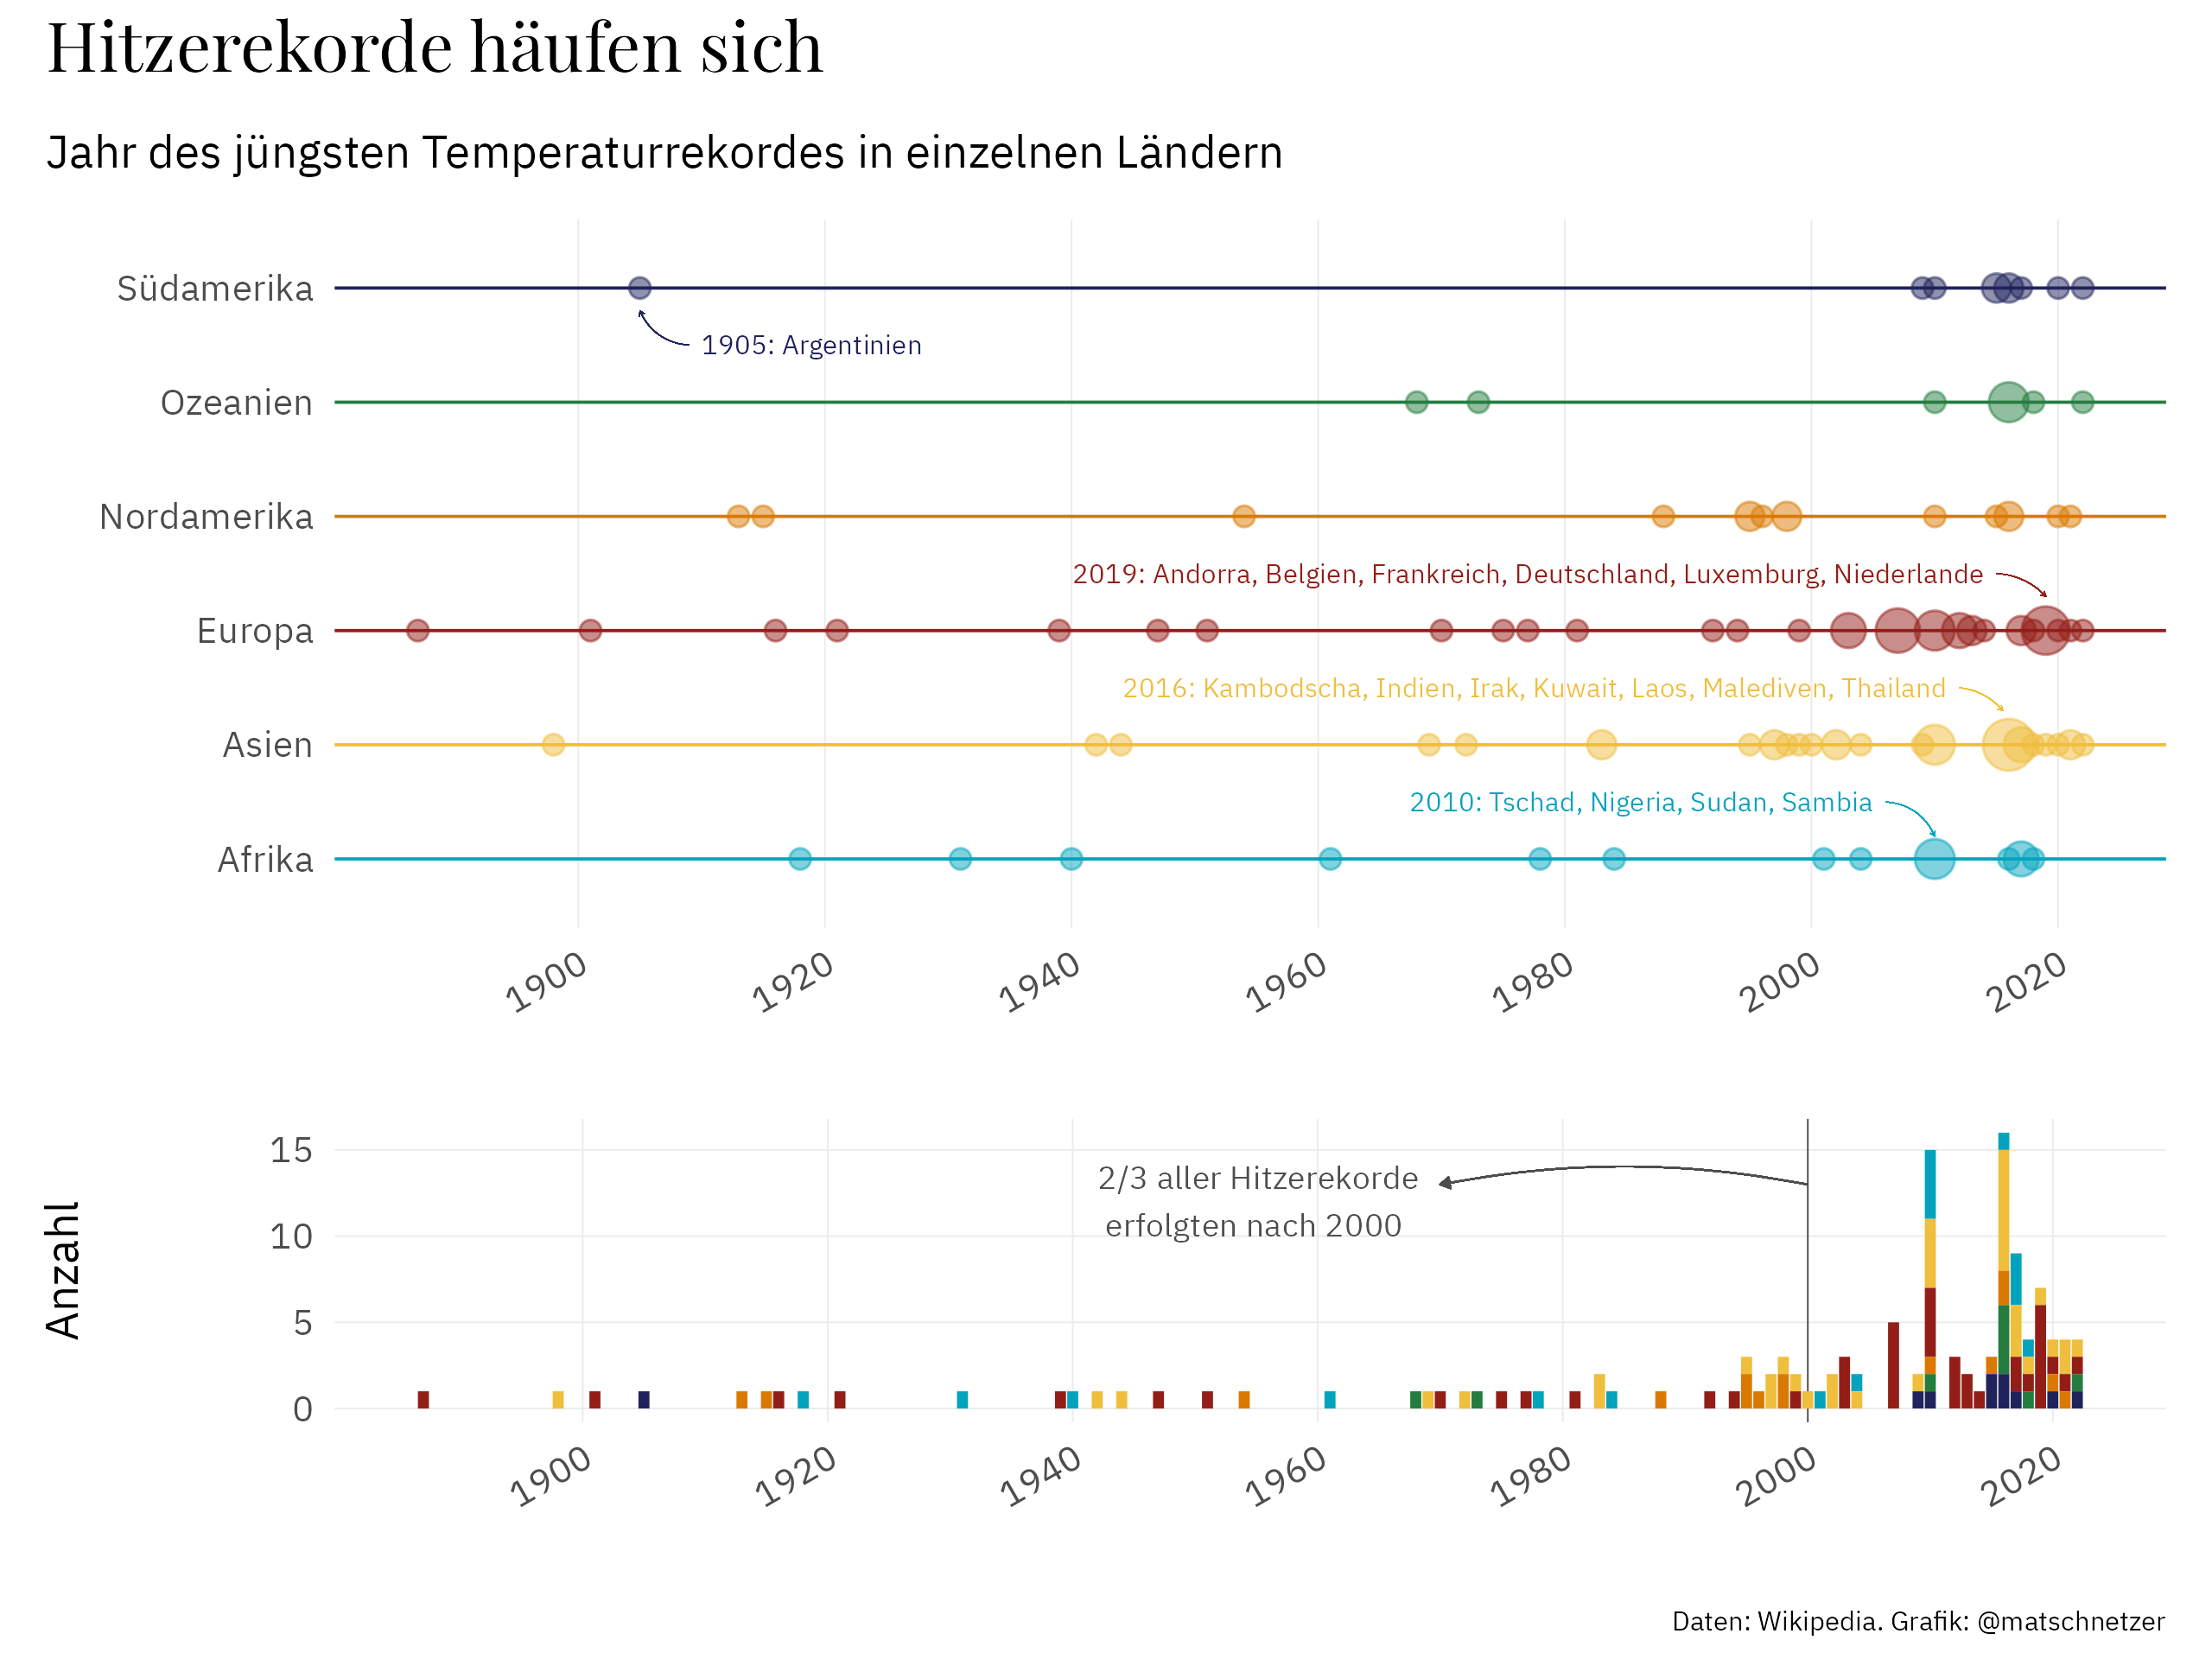 Hitzerekorde häufen sich
Jahr des jüngsten Temperaturrekordes in einzelnen Ländern
Südamerika
1905: Argentinien
Ozeanien
Nordamerika
2019: Andorra, Belgien, Frankreich, Deutschland, Luxemburg, Niederlande
Europa
2016: Kambodscha, Indien, Irak, Kuwait, Laos, Malediven, Thailand
Asien
2010: Tschad, Nigeria, Sudan, Sambia
Afrika
1900 1920 1940 1960 1980 2000 2020
Anzahl
15
10
5
0
2/3 aller Hitzerekorde
erfolgten nach 2000
1900 1920 1940 1960 1980 2000 2020
Daten: Wikipedia. Grafik: @matschnetzer